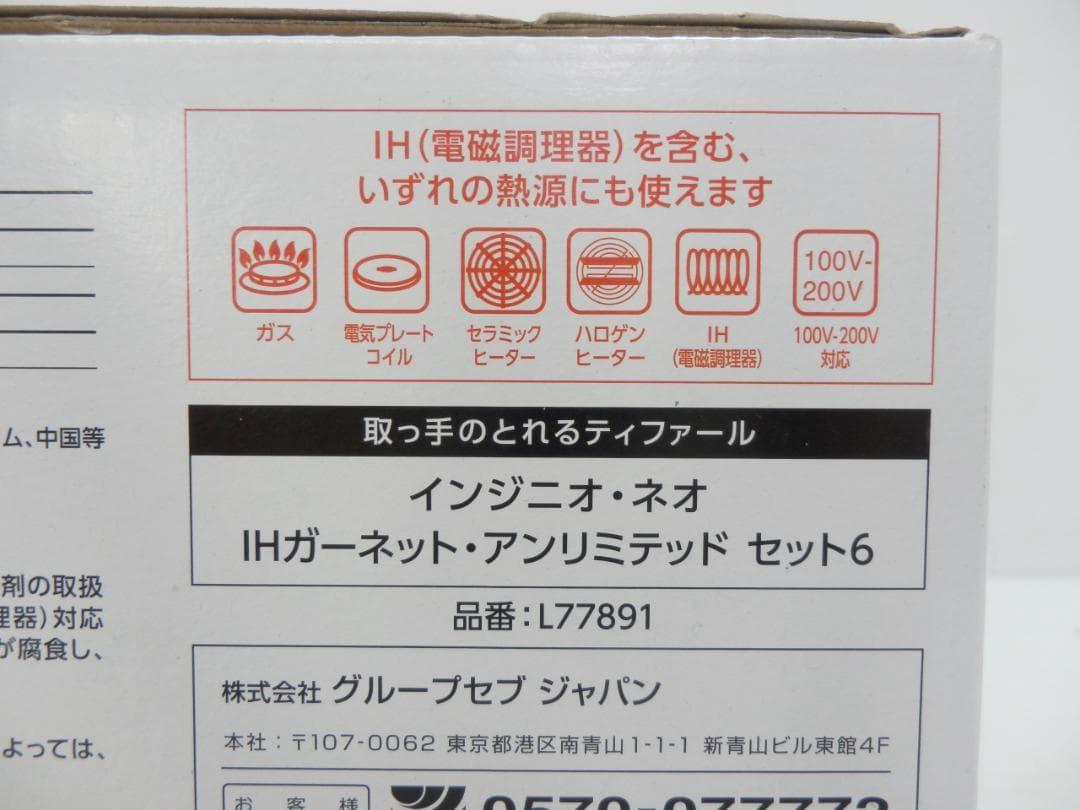 IH(電磁調理器)を含む、
いずれの熱源にも使えます
100V-
200V
ガス
電気プレート
コイル
セラミック
ヒーター
ハロゲン
ヒーター
IH
(電磁調理器)
100V-200V
対応
取っ手のとれるティファール
インジニオ・ネオ
IHガーネット・アンリミテッド セット6
品番:L77891
株式会社 グループセブ ジャパン
本社:〒107-0062 東京都港区南青山1-1-1 新青山ビル東館4F
お客様
ム、中国等
剤の取扱
理器)対応
が腐食し、
よっては、